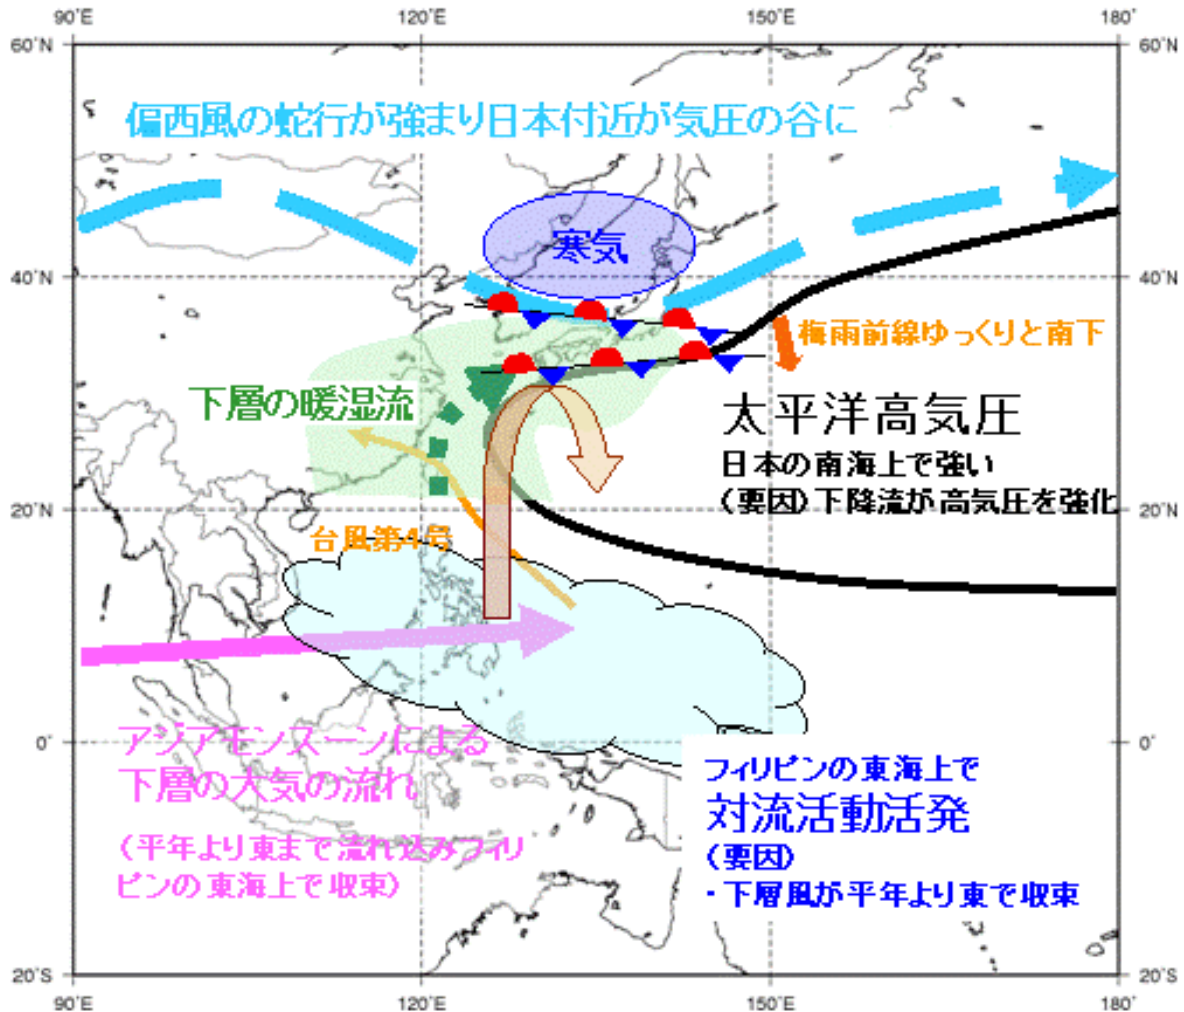 90°E 120°E 150°E 180°
60°N 60°N
偏西風の蛇行が強まり日本付近が気圧の谷に
寒気
40°N 40°N
梅雨前線ゆっくりと南下
下層の暖湿流
太平洋高気圧
日本の南海上で強い
（要因）下降流が高気圧を強化
20°N 20°N
台風第4号
0° 0°
アジアモンスーンによる
下層の大気の流れ
（平年より東まで流れ込みフィリ
ピンの東海上で収束）
フィリピンの東海上で
対流活動活発
（要因）
・下層風が平年より東で収束
20°S 20°S
90°E 120°E 150°E 180°